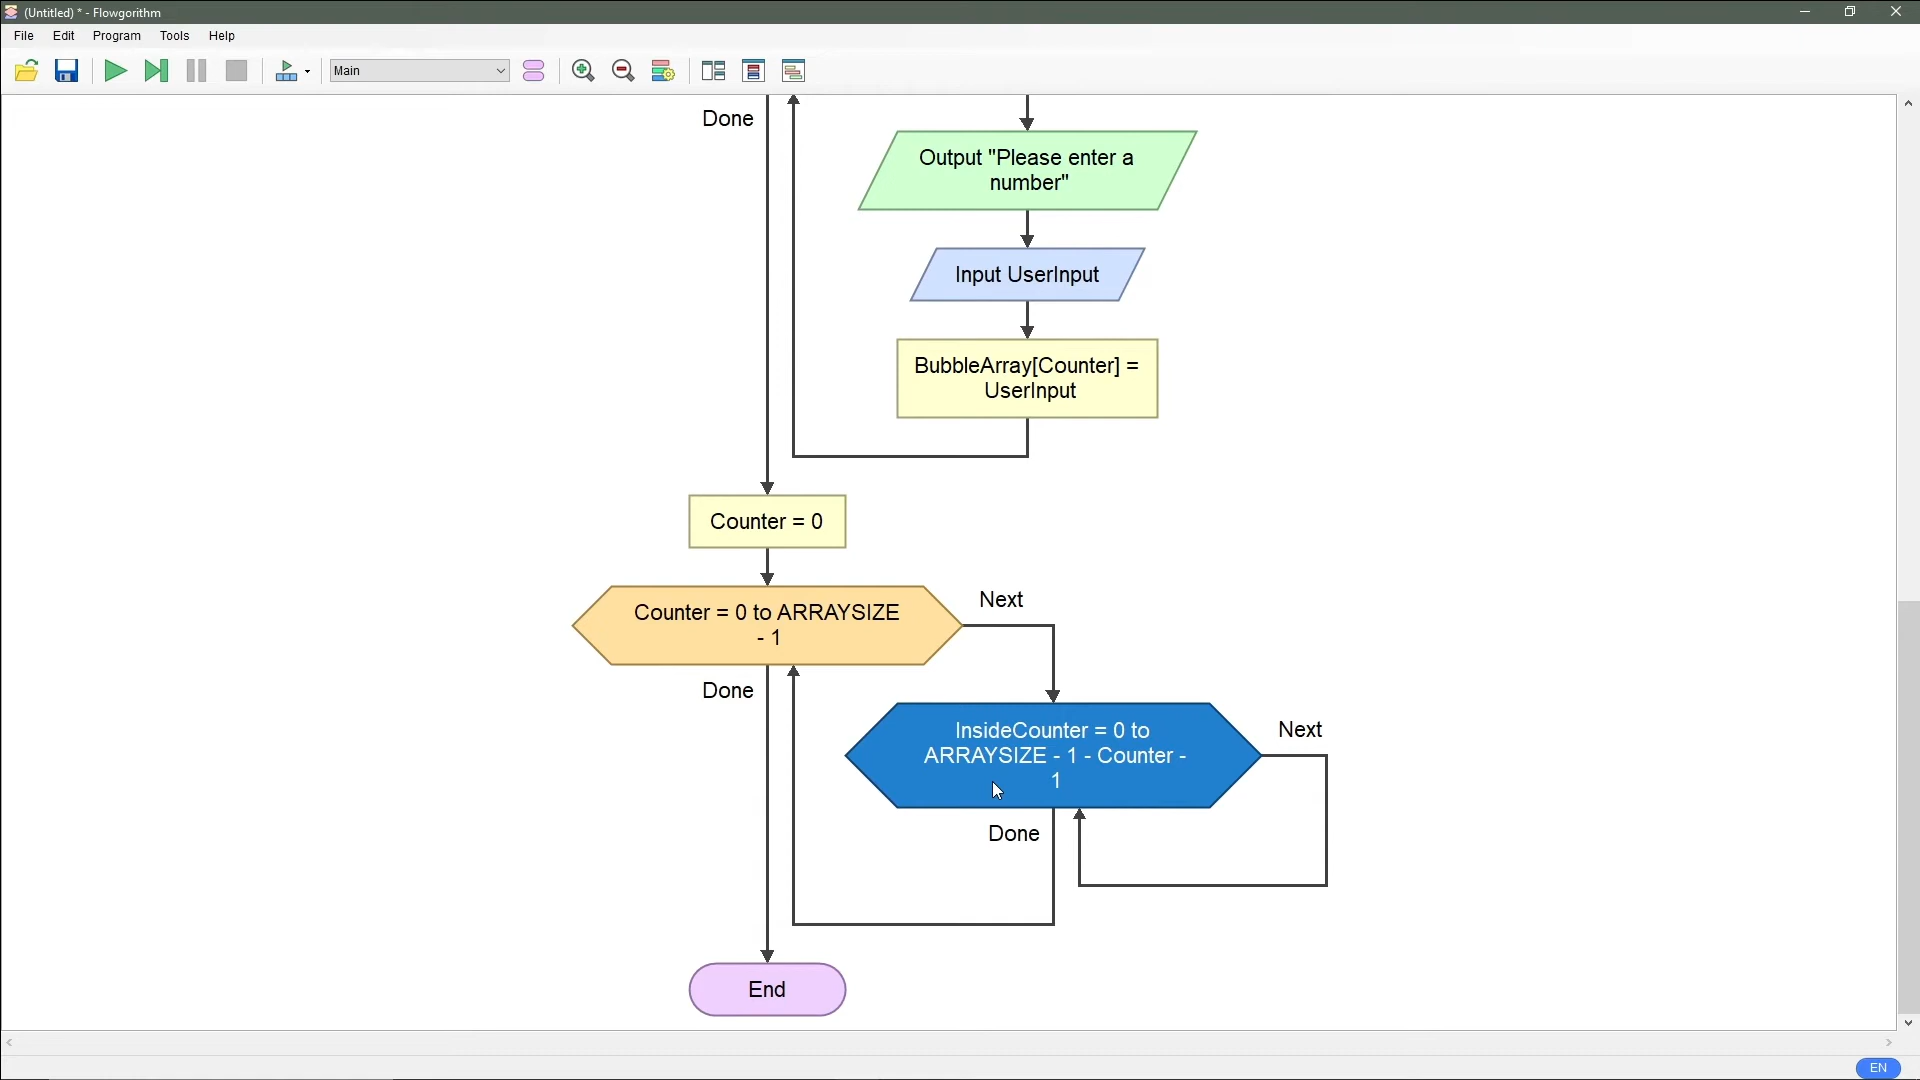 (Untitled) * - Flowgorithm
File Edit Program Tools Help
Main
Done
Output "Please enter a
number"
Input UserInput
BubbleArray[Counter] =
UserInput
Counter = 0
Counter = 0 to ARRAYSIZE
- 1
Next
Done
InsideCounter = 0 to
ARRAYSIZE - 1 - Counter -
1
Next
Done
End
EN